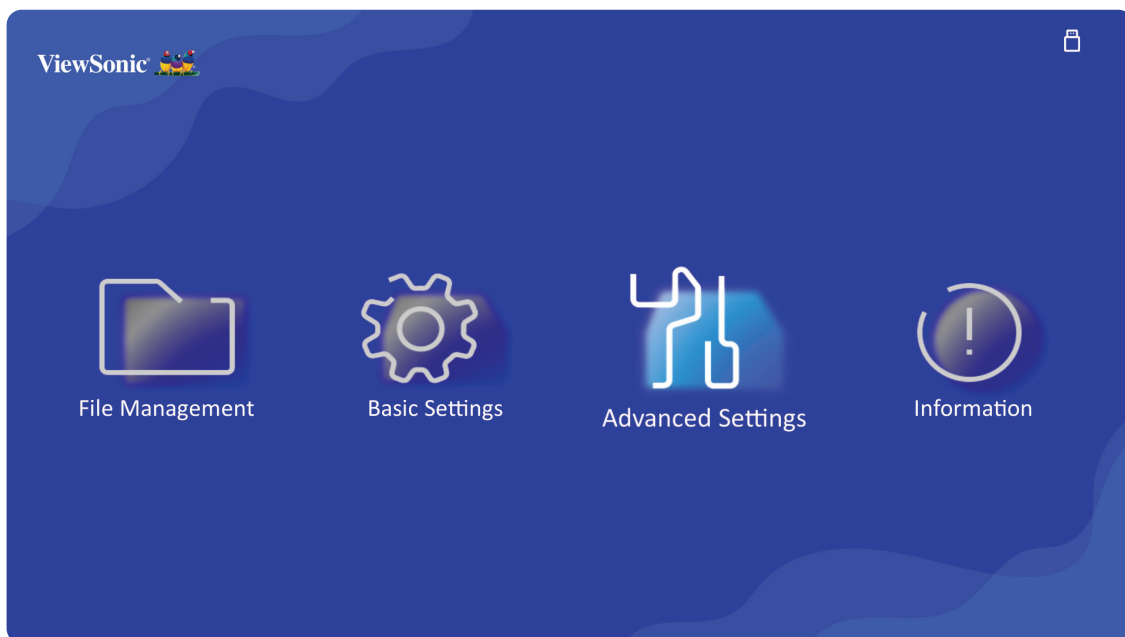 ViewSonic®
File Management
Basic Settings
Advanced Settings
Information